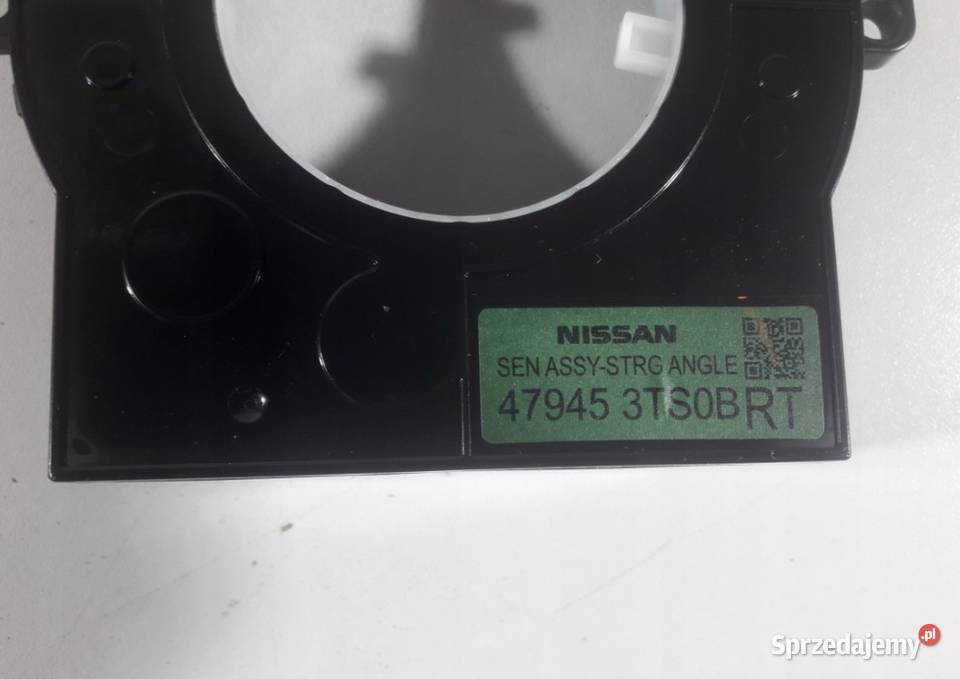 NISSAN
SEN ASSY-STRG ANGLE
47945 3TS0B RT
Sprzedajemy.pl